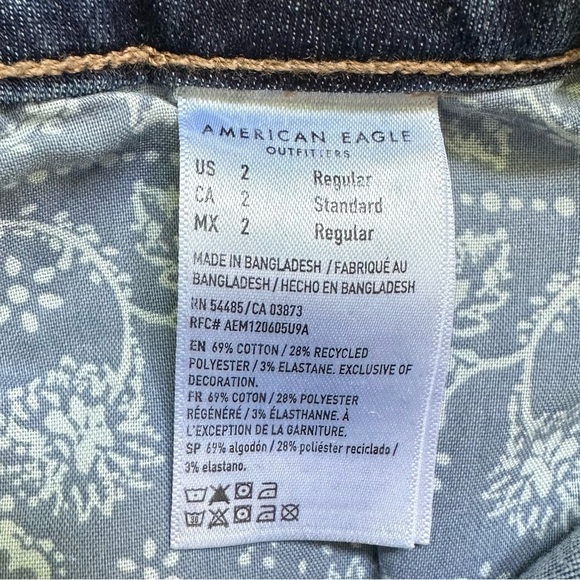 AMERICAN EAGLE
OUTFITTERS
US 2 Regular
CA 2 Standard
MX 2 Regular
MADE IN BANGLADESH / FABRIQUÉ AU
BANGLADESH / HECHO EN BANGLADESH
RN 54485/CA 03873
RFC# AEM120605U9A
EN 69% COTTON / 28% RECYCLED
POLYESTER / 3% ELASTANE. EXCLUSIVE OF
DECORATION.
FR 69% COTON / 28% POLYESTER
RÉGÉNÉRÉ / 3% ÉLASTHANNE. À
L'EXCEPTION DE LA GARNITURE.
SP 69% algodón / 28% poliéster reciclado /
3% elastano.